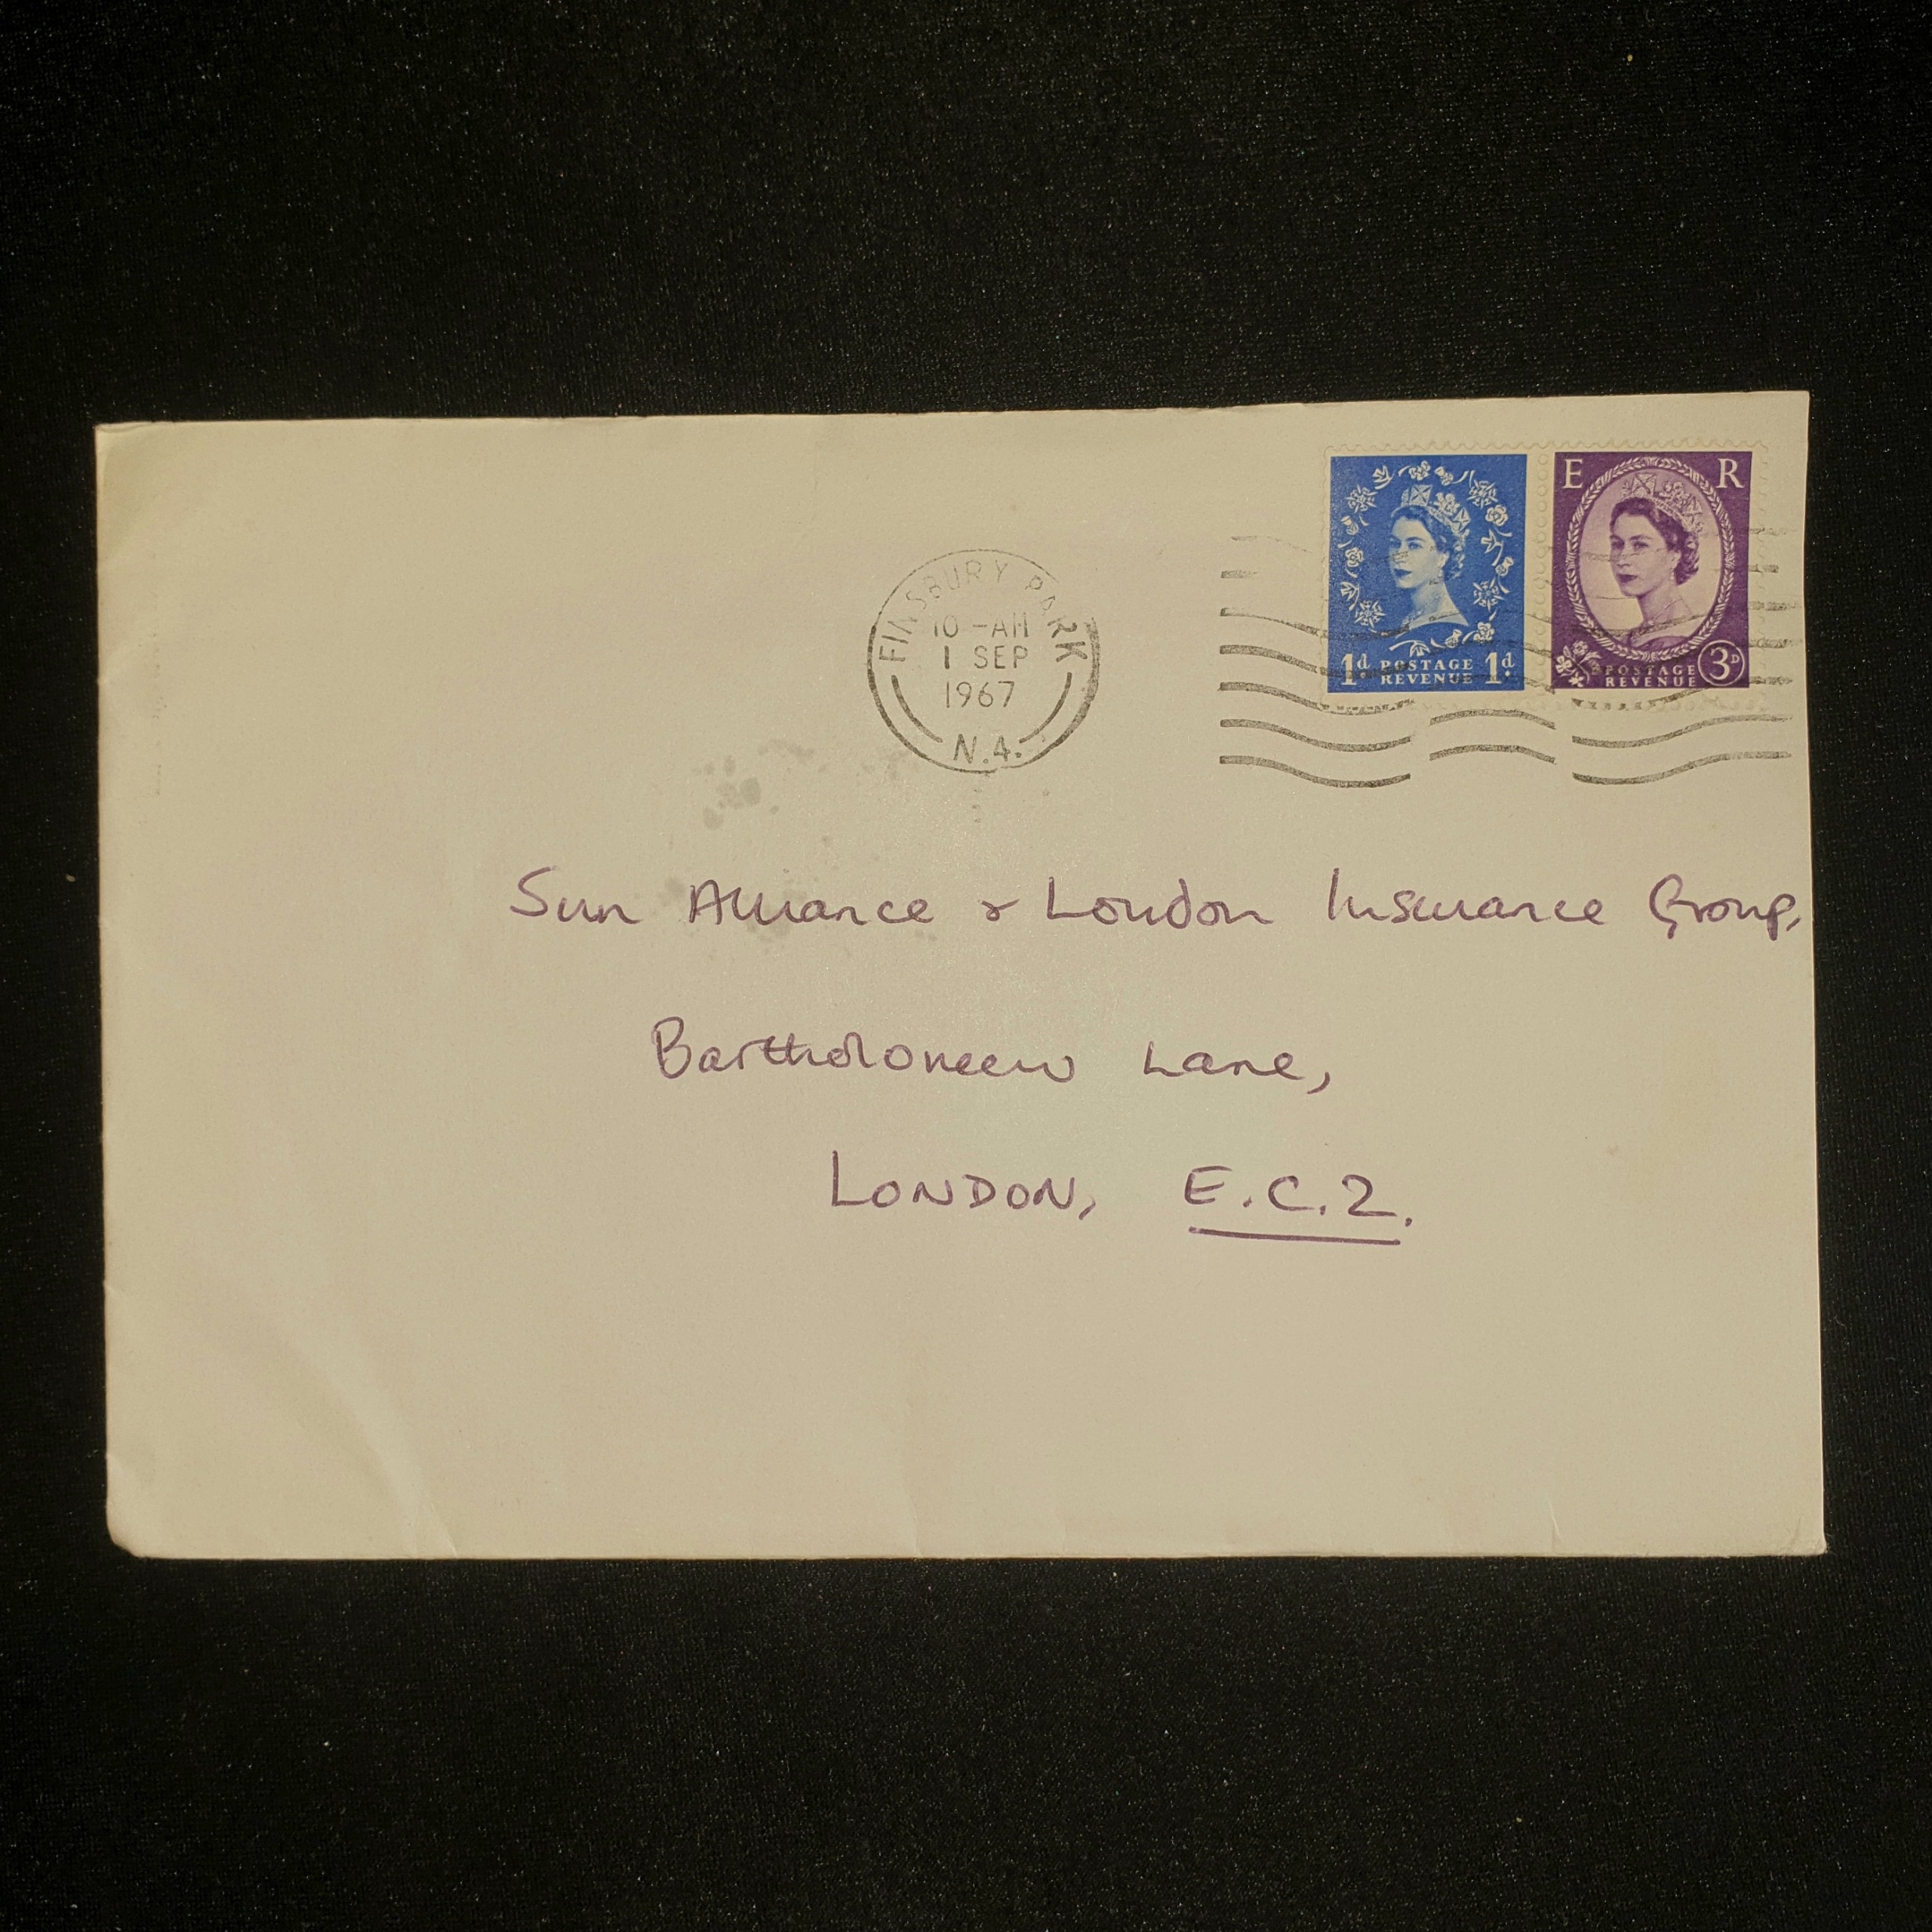 E R
1d POSTAGE REVENUE 1d
POSTAGE REVENUE 3D
FINSBURY PARK
10 - AM
1 SEP
1967
N.4.
Sun Alliance & London Insurance Group,
Bartholomew Lane,
LONDON, E.C.2.